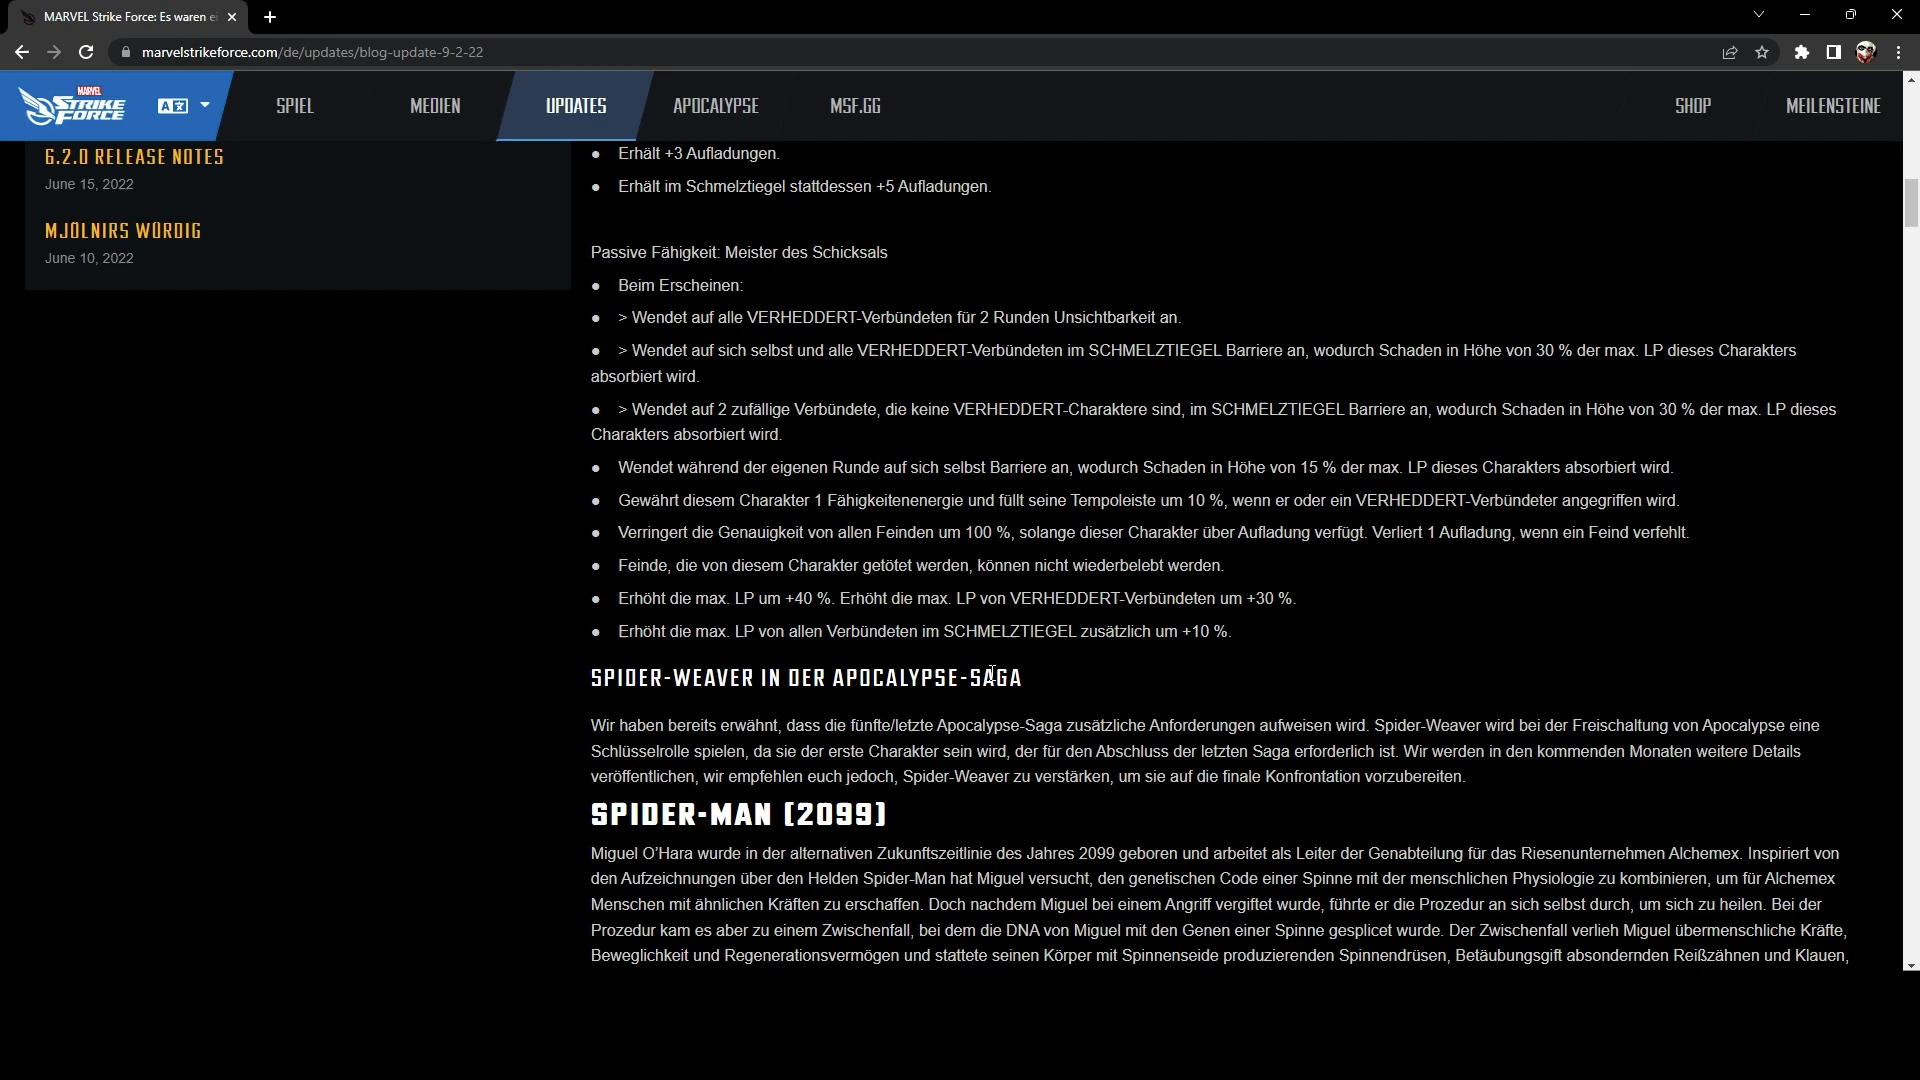 MARVEL Strike Force: Es waren ei
marvelstrikeforce.com/de/updates/blog-update-9-2-22
MARVEL
STRIKE
FORCE
SPIEL
MEDIEN
UPDATES
APOCALYPSE
MSF.GG
SHOP
MEILENSTEINE
6.2.0 RELEASE NOTES
June 15, 2022
MJÖLNIRS WÜRDIG
June 10, 2022
● Erhält +3 Aufladungen.
● Erhält im Schmelztiegel stattdessen +5 Aufladungen.
Passive Fähigkeit: Meister des Schicksals
● Beim Erscheinen:
● > Wendet auf alle VERHEDDERT-Verbündeten für 2 Runden Unsichtbarkeit an.
● > Wendet auf sich selbst und alle VERHEDDERT-Verbündeten im SCHMELZTIEGEL Barriere an, wodurch Schaden in Höhe von 30 % der max. LP dieses Charakters
absorbiert wird.
● > Wendet auf 2 zufällige Verbündete, die keine VERHEDDERT-Charaktere sind, im SCHMELZTIEGEL Barriere an, wodurch Schaden in Höhe von 30 % der max. LP dieses
Charakters absorbiert wird.
● Wendet während der eigenen Runde auf sich selbst Barriere an, wodurch Schaden in Höhe von 15 % der max. LP dieses Charakters absorbiert wird.
● Gewährt diesem Charakter 1 Fähigkeitenenergie und füllt seine Tempoleiste um 10 %, wenn er oder ein VERHEDDERT-Verbündeter angegriffen wird.
● Verringert die Genauigkeit von allen Feinden um 100 %, solange dieser Charakter über Aufladung verfügt. Verliert 1 Aufladung, wenn ein Feind verfehlt.
● Feinde, die von diesem Charakter getötet werden, können nicht wiederbelebt werden.
● Erhöht die max. LP um +40 %. Erhöht die max. LP von VERHEDDERT-Verbündeten um +30 %.
● Erhöht die max. LP von allen Verbündeten im SCHMELZTIEGEL zusätzlich um +10 %.
SPIDER-WEAVER IN DER APOCALYPSE-SAGA
Wir haben bereits erwähnt, dass die fünfte/letzte Apocalypse-Saga zusätzliche Anforderungen aufweisen wird. Spider-Weaver wird bei der Freischaltung von Apocalypse eine
Schlüsselrolle spielen, da sie der erste Charakter sein wird, der für den Abschluss der letzten Saga erforderlich ist. Wir werden in den kommenden Monaten weitere Details
veröffentlichen, wir empfehlen euch jedoch, Spider-Weaver zu verstärken, um sie auf die finale Konfrontation vorzubereiten.
SPIDER-MAN (2099)
Miguel O'Hara wurde in der alternativen Zukunftszeitlinie des Jahres 2099 geboren und arbeitet als Leiter der Genabteilung für das Riesenunternehmen Alchemex. Inspiriert von
den Aufzeichnungen über den Helden Spider-Man hat Miguel versucht, den genetischen Code einer Spinne mit der menschlichen Physiologie zu kombinieren, um für Alchemex
Menschen mit ähnlichen Kräften zu erschaffen. Doch nachdem Miguel bei einem Angriff vergiftet wurde, führte er die Prozedur an sich selbst durch, um sich zu heilen. Bei der
Prozedur kam es aber zu einem Zwischenfall, bei dem die DNA von Miguel mit den Genen einer Spinne gesplicet wurde. Der Zwischenfall verlieh Miguel übermenschliche Kräfte,
Beweglichkeit und Regenerationsvermögen und stattete seinen Körper mit Spinnenseide produzierenden Spinnendrüsen, Betäubungsgift absondernden Reißzähnen und Klauen,